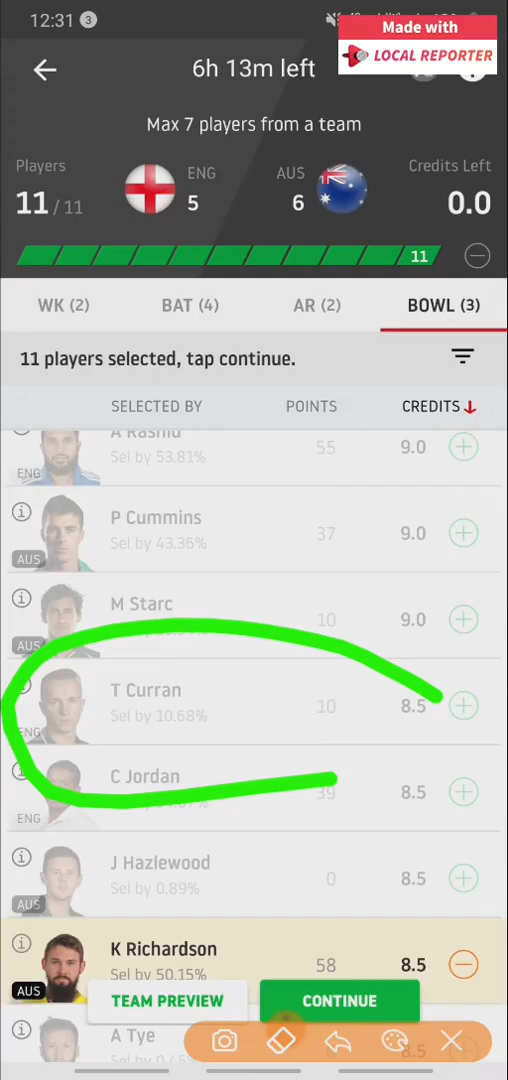 12:31 3
Made with
LOCAL REPORTER
6h 13m left
Max 7 players from a team
Players
ENG
AUS
Credits Left
11 / 11
5
6
0.0
11
WK (2)
BAT (4)
AR (2)
BOWL (3)
11 players selected, tap continue.
SELECTED BY
POINTS
CREDITS
A Rashid
Sel by 53.81%
55
9.0
ENG
P Cummins
Sel by 43.36%
37
9.0
AUS
M Starc
10
9.0
AUS
T Curran
Sel by 10.68%
10
8.5
ENG
C Jordan
39
8.5
ENG
J Hazlewood
Sel by 0.89%
0
8.5
AUS
K Richardson
Sel by 50.15%
58
8.5
AUS
TEAM PREVIEW
CONTINUE
A Tye